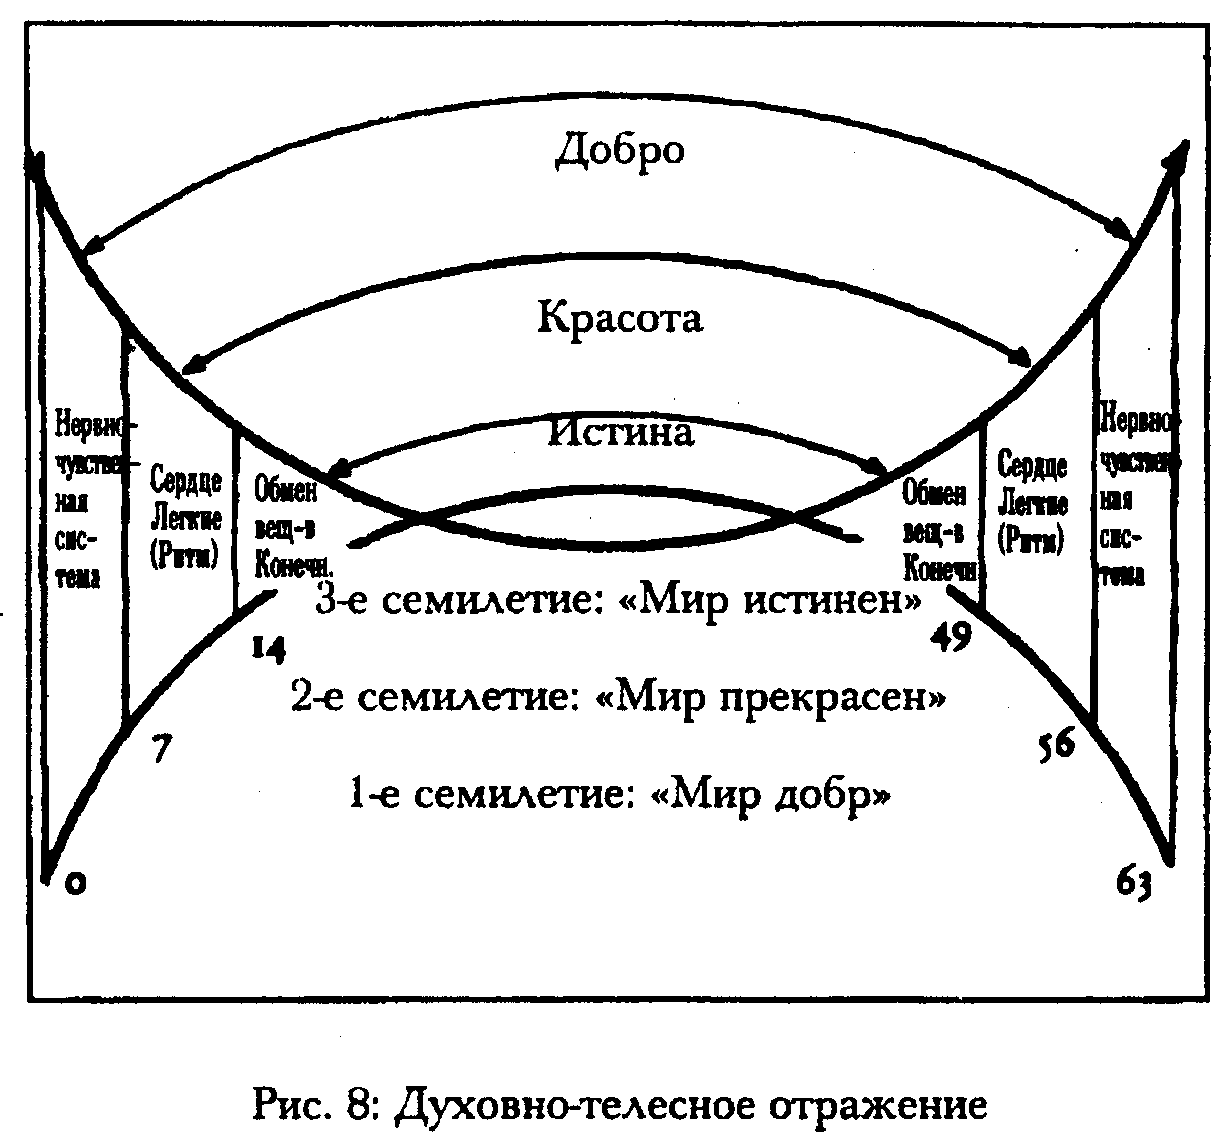 Добро
Красота
Истина
Нервно-
чувствен-
ная
сис-
тема
Сердце
Легкие
(Ритм)
Обмен
вещ-в
Конечн.
Обмен
вещ-в
Конечн
Сердце
Легкие
(Ритм)
Нервно-
чувствен-
ная
сис-
тема
3-е семилетие: «Мир истинен»
14
49
2-е семилетие: «Мир прекрасен»
7
56
1-е семилетие: «Мир добр»
0
63
Рис. 8: Духовно-телесное отражение